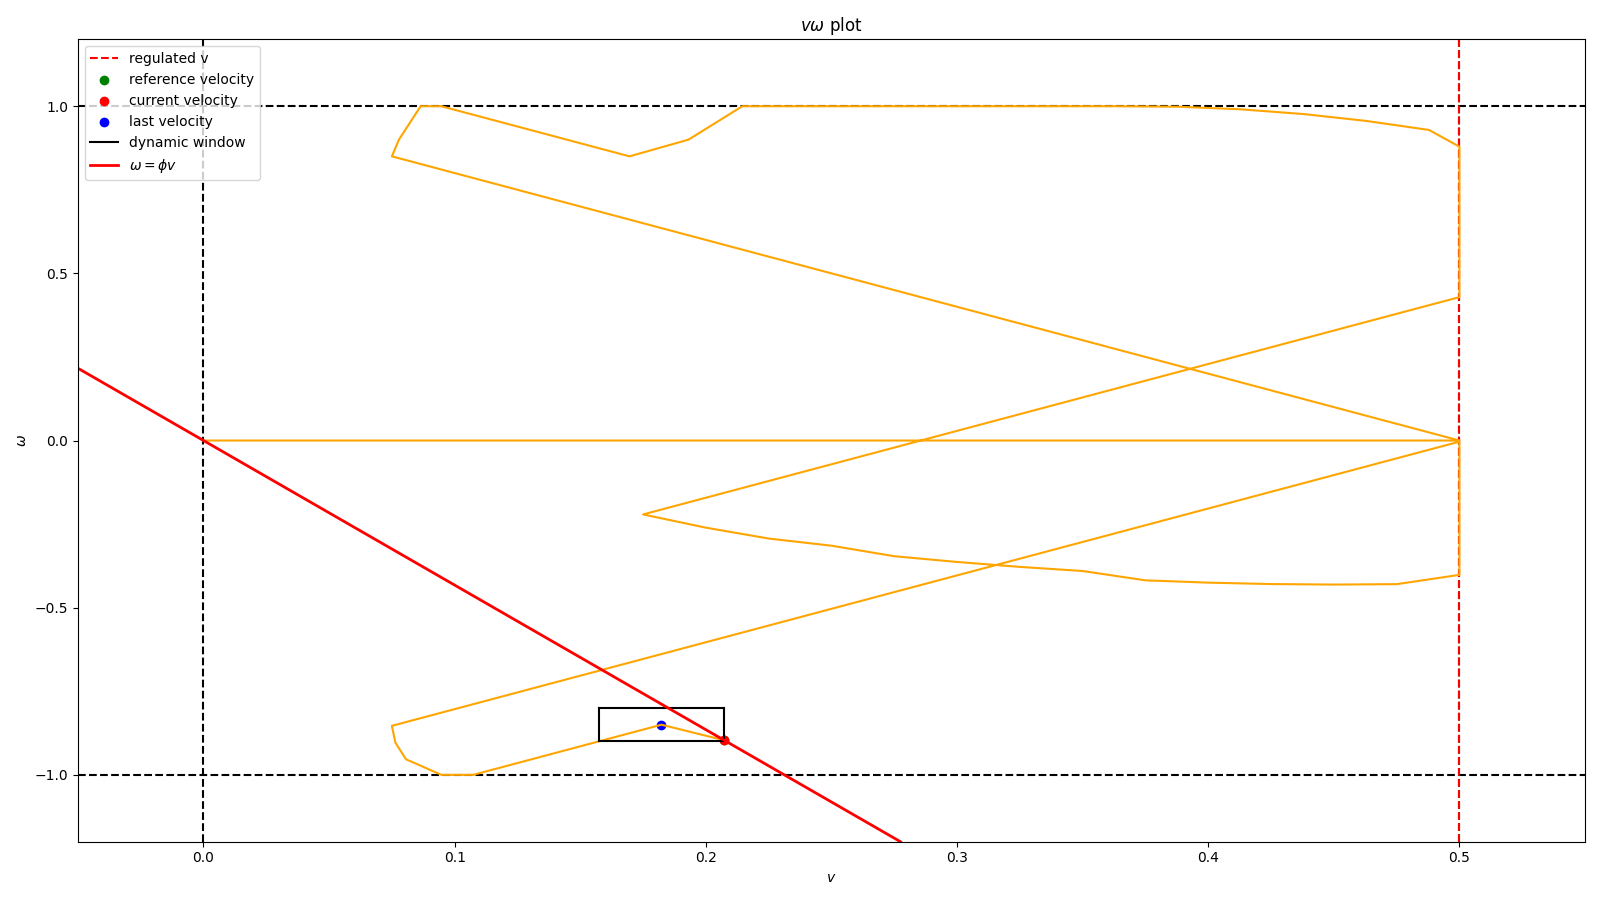 vω plot
regulated v
reference velocity
current velocity
last velocity
dynamic window
ω = ϕv
1.0
0.5
0.0
−0.5
−1.0
ω
0.0 0.1 0.2 0.3 0.4 0.5
v